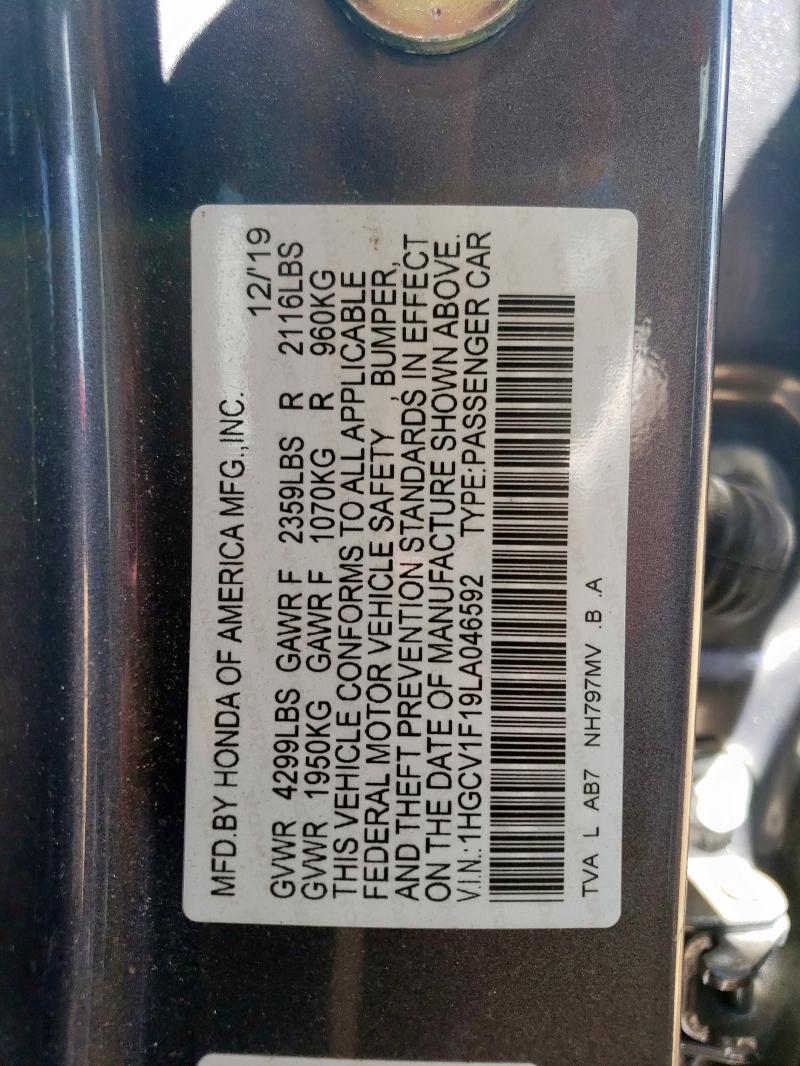 MFD.BY HONDA OF AMERICA MFG.,INC.
12/'19
GVWR 4299LBS GAWR F 2359LBS R 2116LBS
GVWR 1950KG GAWR F 1070KG R 960KG
THIS VEHICLE CONFORMS TO ALL APPLICABLE
FEDERAL MOTOR VEHICLE SAFETY , BUMPER,
AND THEFT PREVENTION STANDARDS IN EFFECT
ON THE DATE OF MANUFACTURE SHOWN ABOVE.
V.I.N.:1HGCV1F19LA046592 TYPE:PASSENGER CAR
TVA L AB7 NH797MV .B .A